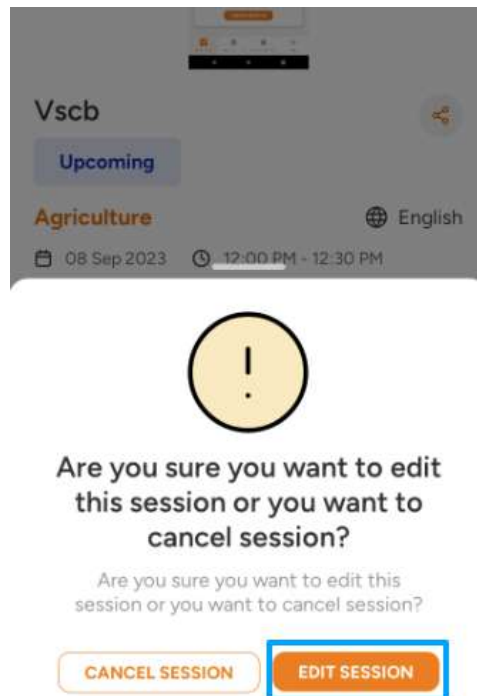 Vscb
Upcoming
Agriculture English
08 Sep 2023 12:00 PM - 12:30 PM
!
Are you sure you want to edit
this session or you want to
cancel session?
Are you sure you want to edit this
session or you want to cancel session?
CANCEL SESSION EDIT SESSION